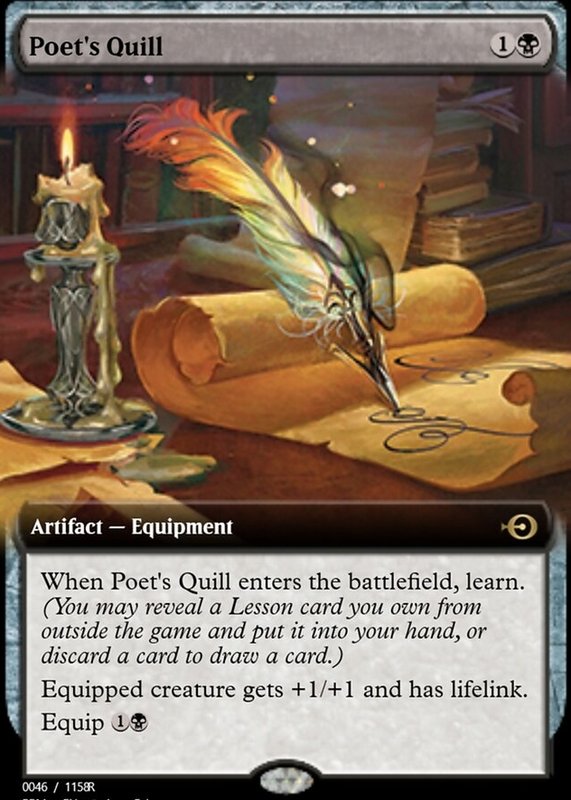 Poet's Quill 1
Artifact — Equipment
When Poet's Quill enters the battlefield, learn.
(You may reveal a Lesson card you own from
outside the game and put it into your hand, or
discard a card to draw a card.)
Equipped creature gets +1/+1 and has lifelink.
Equip 1
0046 / 1158R